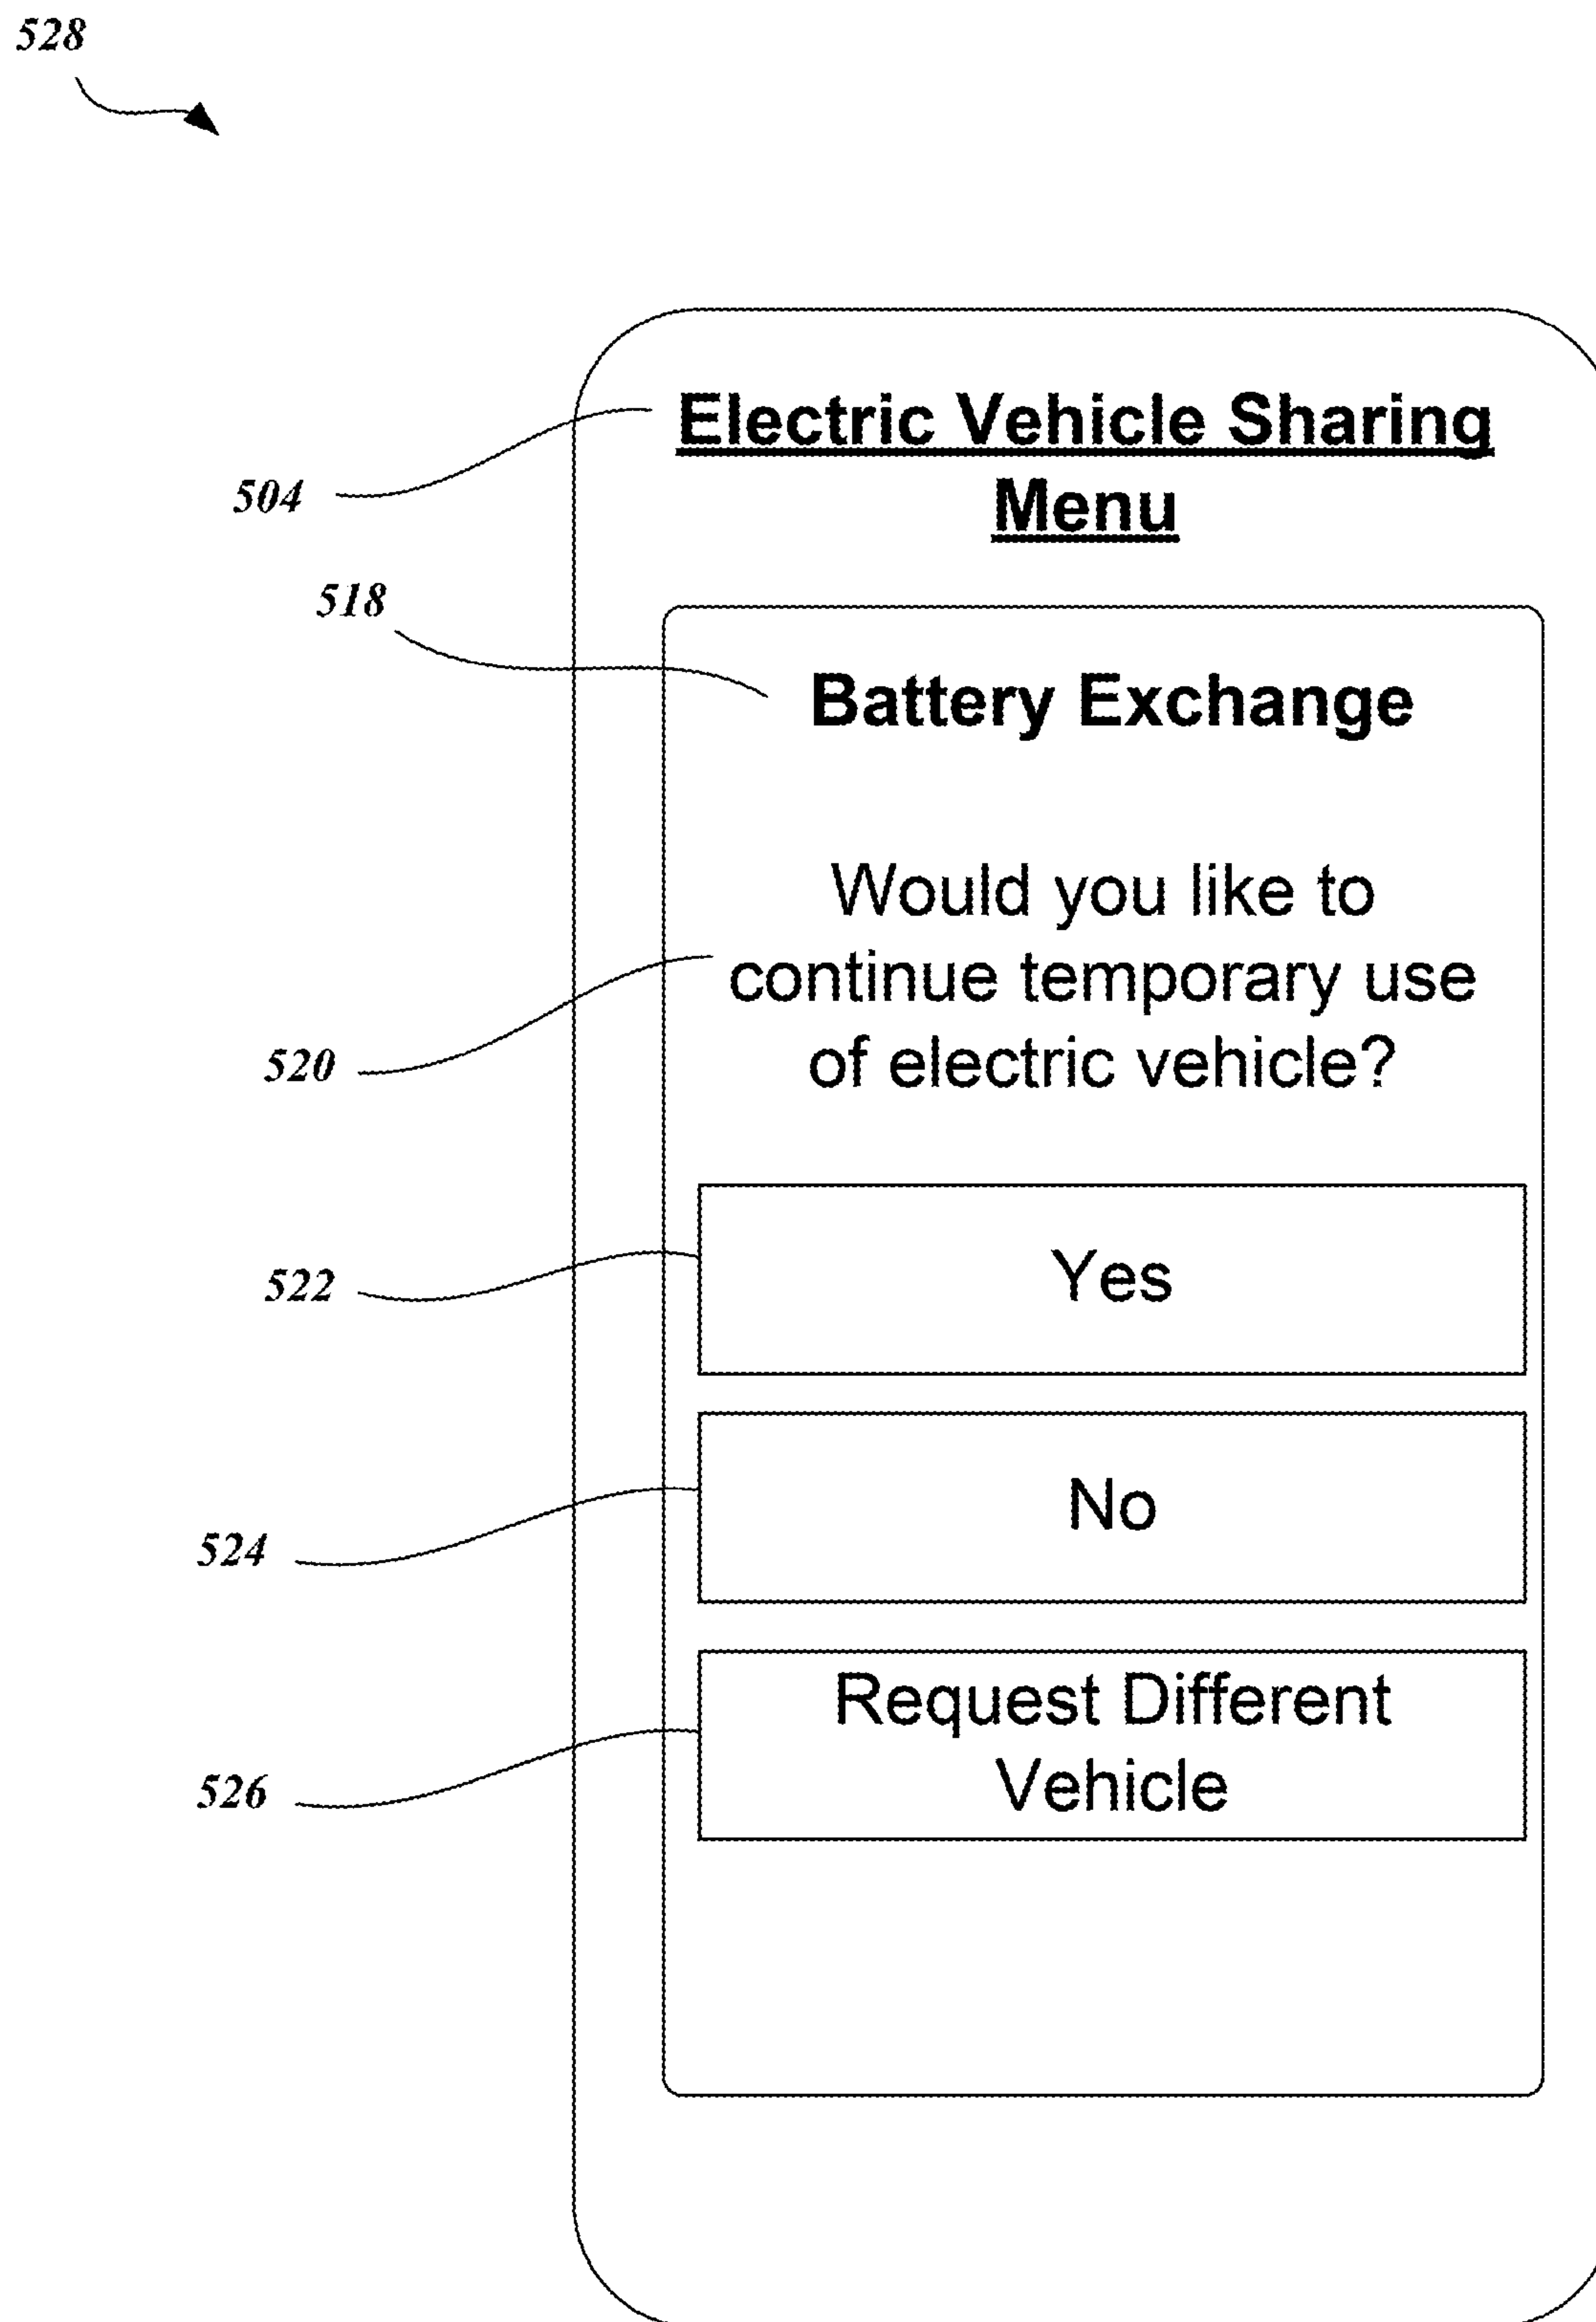 528
Electric Vehicle Sharing
Menu
504
518
Battery Exchange
Would you like to
continue temporary use
of electric vehicle?
520
Yes
522
No
524
Request Different
Vehicle
526